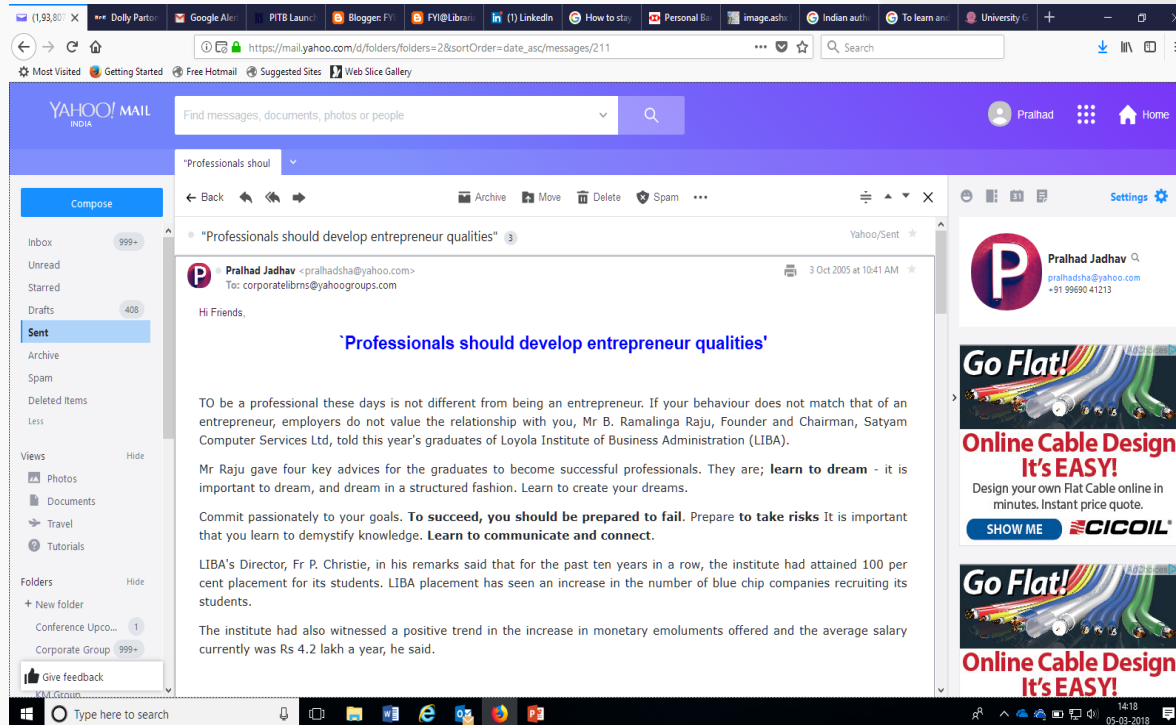 (1,93,807
Dolly Parton
Google Aler
PITB Launch
Blogger: FYI
FYI@Libraria
(1) LinkedIn
How to stay
Personal Ba
image.ashx
Indian auth
To learn and
University G
https://mail.yahoo.com/d/folders/folders=2&sortOrder=date_asc/messages/211
Search
Most Visited Getting Started Free Hotmail Suggested Sites Web Slice Gallery
YAHOO! MAIL
INDIA
Find messages, documents, photos or people
Pralhad
Home
"Professionals shoul
Compose
Back
Archive Move Delete Spam
Settings
Inbox 999+
Unread
Starred
Drafts 408
Sent
Archive
Spam
Deleted Items
Less
Views Hide
Photos
Documents
Travel
Tutorials
Folders Hide
+ New folder
Conference Upco... 1
Corporate Group 999+
Give feedback
KM Group
"Professionals should develop entrepreneur qualities" 3
Yahoo/Sent
P
Pralhad Jadhav <pralhadsha@yahoo.com>
3 Oct 2005 at 10:41 AM
To: corporatelibrns@yahoogroups.com
Hi Friends,
`Professionals should develop entrepreneur qualities'
TO be a professional these days is not different from being an entrepreneur. If your behaviour does not match that of an
entrepreneur, employers do not value the relationship with you, Mr B. Ramalinga Raju, Founder and Chairman, Satyam
Computer Services Ltd, told this year's graduates of Loyola Institute of Business Administration (LIBA).
Mr Raju gave four key advices for the graduates to become successful professionals. They are; learn to dream - it is
important to dream, and dream in a structured fashion. Learn to create your dreams.
Commit passionately to your goals. To succeed, you should be prepared to fail. Prepare to take risks It is important
that you learn to demystify knowledge. Learn to communicate and connect.
LIBA's Director, Fr P. Christie, in his remarks said that for the past ten years in a row, the institute had attained 100 per
cent placement for its students. LIBA placement has seen an increase in the number of blue chip companies recruiting its
students.
The institute had also witnessed a positive trend in the increase in monetary emoluments offered and the average salary
currently was Rs 4.2 lakh a year, he said.
P
Pralhad Jadhav
pralhadsha@yahoo.com
+91 99690 41213
AdChoices
Go Flat!
Online Cable Design
It's EASY!
Design your own Flat Cable online in
minutes. Instant price quote.
SHOW ME CICOIL
AdChoices
Go Flat!
Online Cable Design
It's EASY!
Type here to search
14:18
05-03-2018